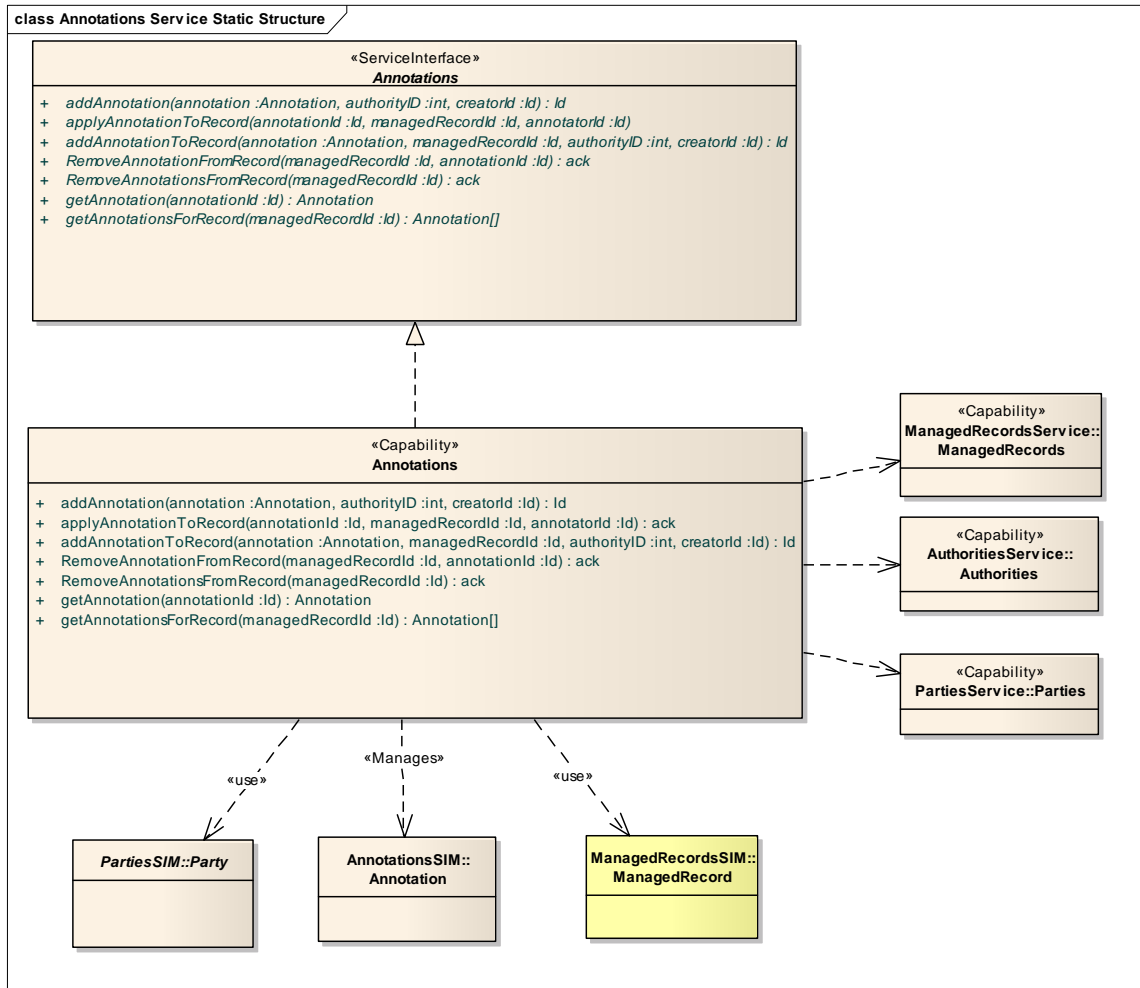 class Annotations Service Static Structure
«ServiceInterface»
Annotations
+ addAnnotation(annotation :Annotation, authorityID :int, creatorId :Id) : Id
+ applyAnnotationToRecord(annotationId :Id, managedRecordId :Id, annotatorId :Id)
+ addAnnotationToRecord(annotation :Annotation, managedRecordId :Id, authorityID :int, creatorId :Id) : Id
+ RemoveAnnotationFromRecord(managedRecordId :Id, annotationId :Id) : ack
+ RemoveAnnotationsFromRecord(managedRecordId :Id) : ack
+ getAnnotation(annotationId :Id) : Annotation
+ getAnnotationsForRecord(managedRecordId :Id) : Annotation[]
«Capability»
Annotations
+ addAnnotation(annotation :Annotation, authorityID :int, creatorId :Id) : Id
+ applyAnnotationToRecord(annotationId :Id, managedRecordId :Id, annotatorId :Id) : ack
+ addAnnotationToRecord(annotation :Annotation, managedRecordId :Id, authorityID :int, creatorId :Id) : Id
+ RemoveAnnotationFromRecord(managedRecordId :Id, annotationId :Id) : ack
+ RemoveAnnotationsFromRecord(managedRecordId :Id) : ack
+ getAnnotation(annotationId :Id) : Annotation
+ getAnnotationsForRecord(managedRecordId :Id) : Annotation[]
«Capability»
ManagedRecordsService::
ManagedRecords
«Capability»
AuthoritiesService::
Authorities
«Capability»
PartiesService::Parties
«use»
«Manages»
«use»
PartiesSIM::Party
AnnotationsSIM::
Annotation
ManagedRecordsSIM::
ManagedRecord